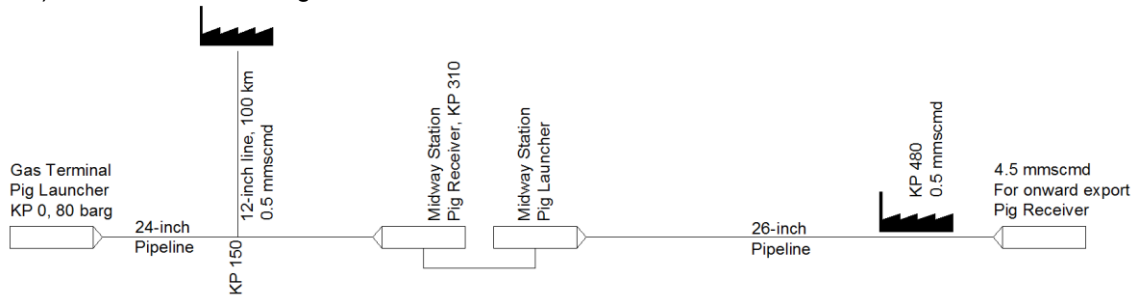 12-inch line, 100 km
0.5 mmscmd
Midway Station
Pig Receiver, KP 310
Midway Station
Pig Launcher
KP 480
0.5 mmscmd
Gas Terminal
Pig Launcher
KP 0, 80 barg
24-inch
Pipeline
KP 150
26-inch
Pipeline
4.5 mmscmd
For onward export
Pig Receiver